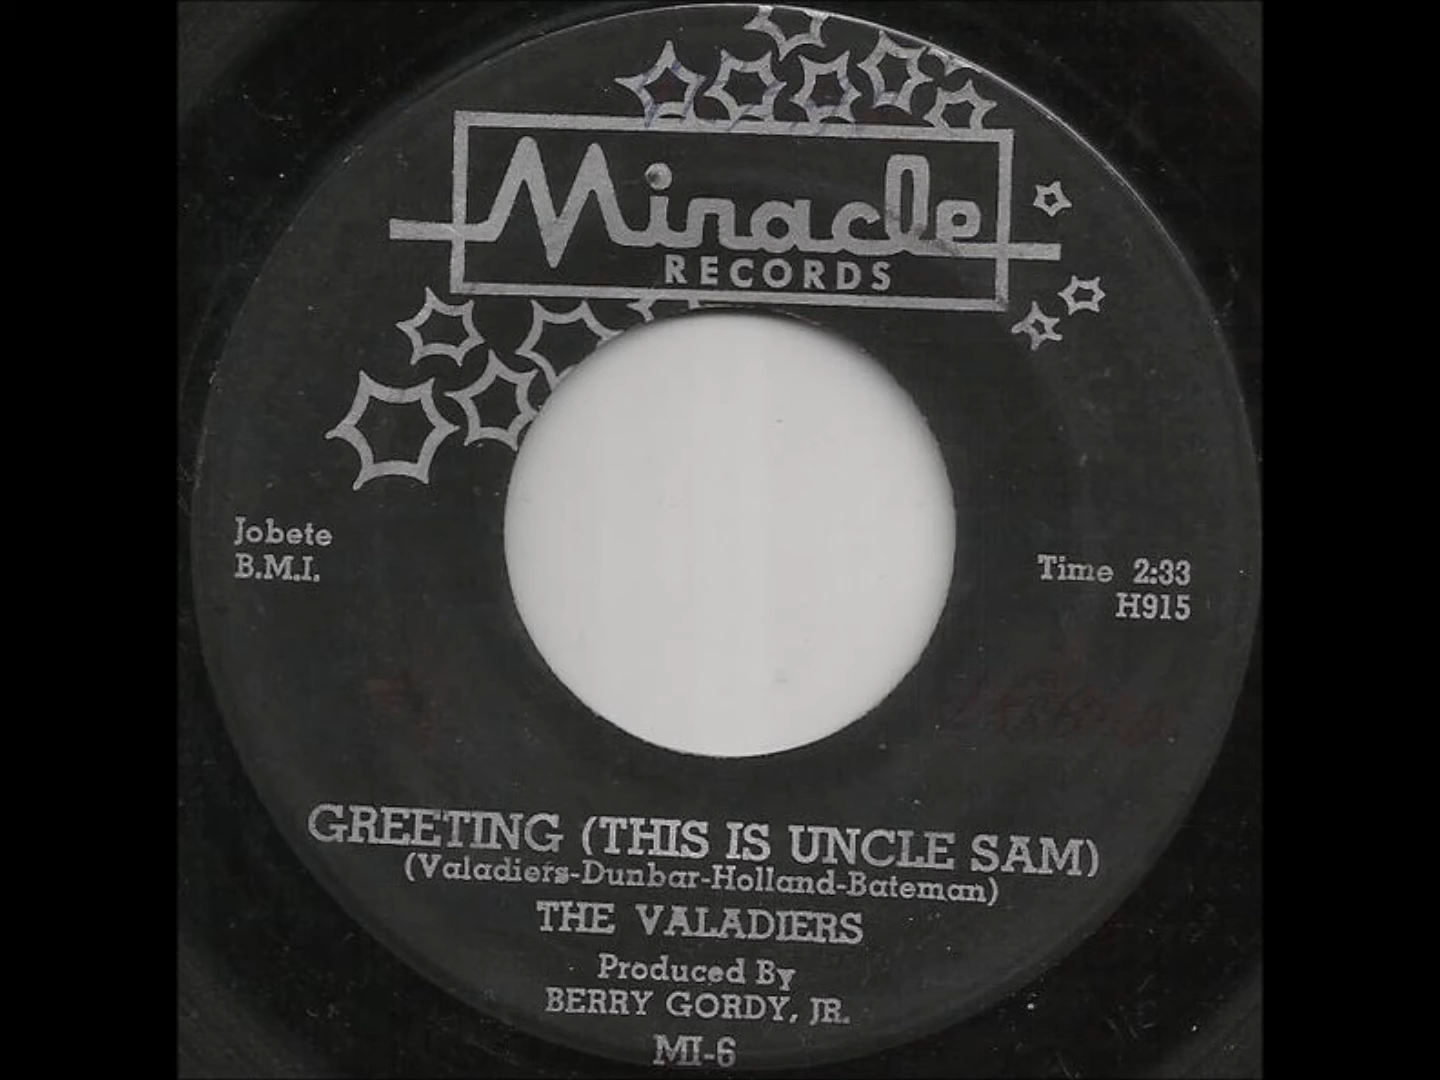 Miracle
RECORDS
Jobete
B.M.I.
Time 2:33
H915
GREETING (THIS IS UNCLE SAM)
(Valadiers-Dunbar-Holland-Bateman)
THE VALADIERS
Produced By
BERRY GORDY, JR.
MI-6